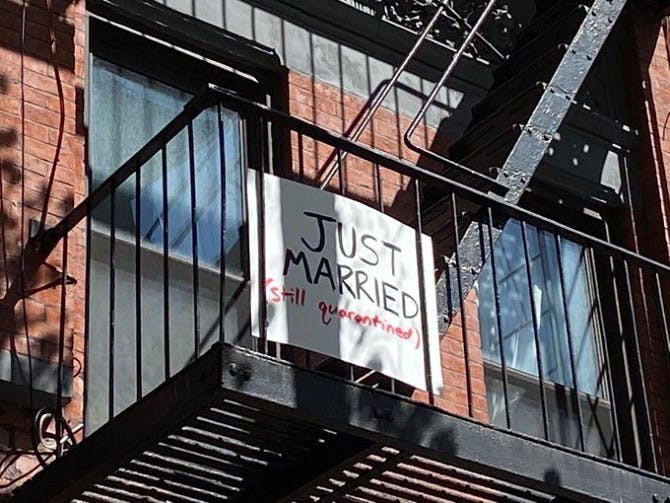 JUST
MARRIED
(still quarantined)